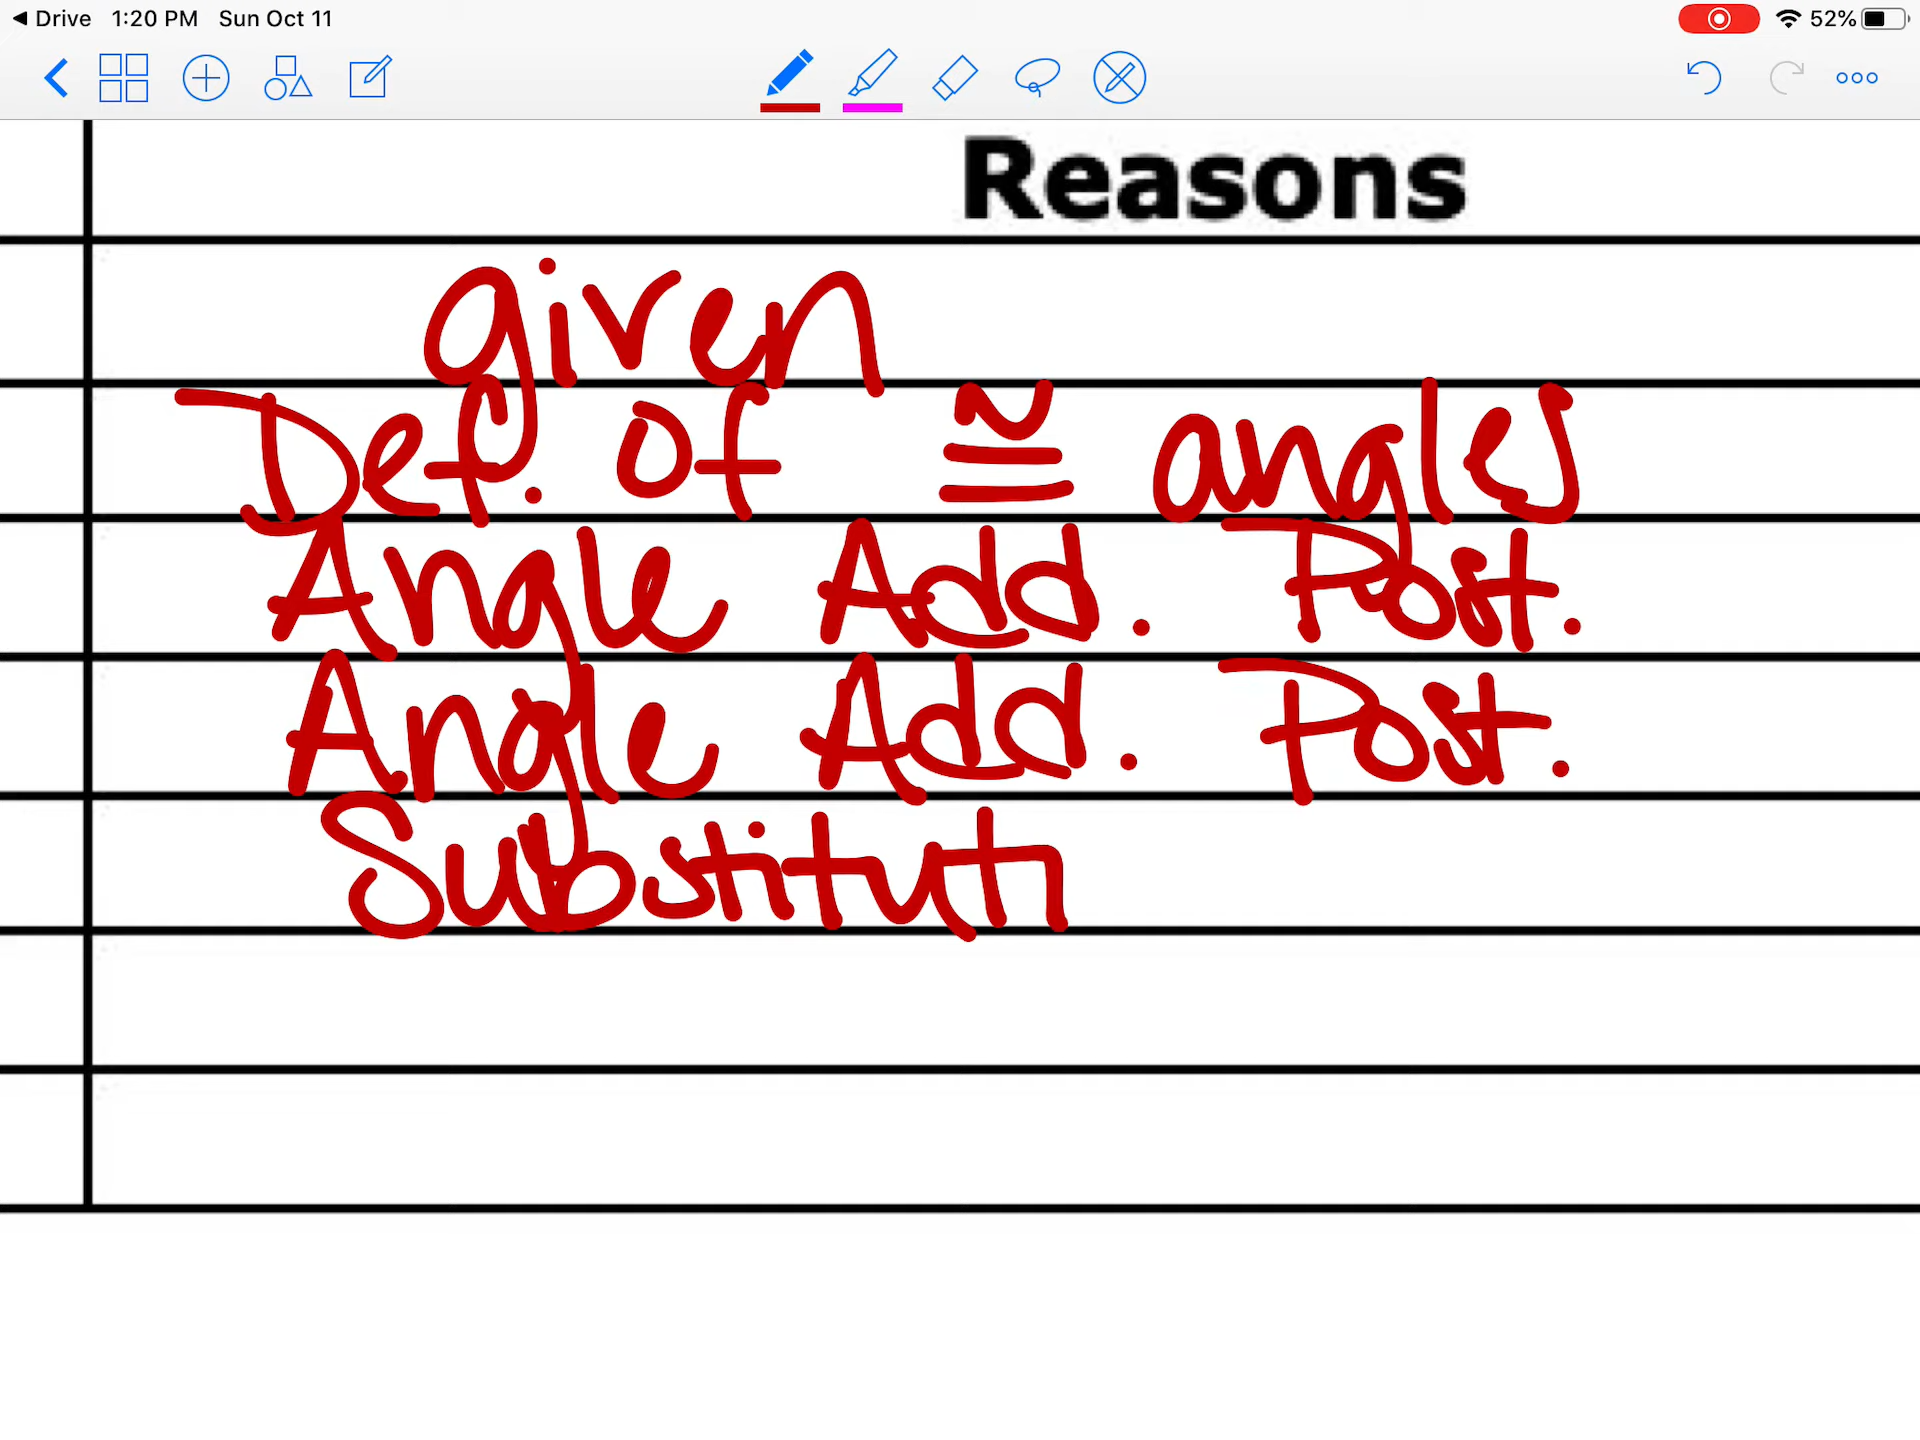 Drive 1:20 PM Sun Oct 11 52%
Reasons
given
Def. of ≅ angles
Angle Add. Post.
Angle Add. Post.
Substituti